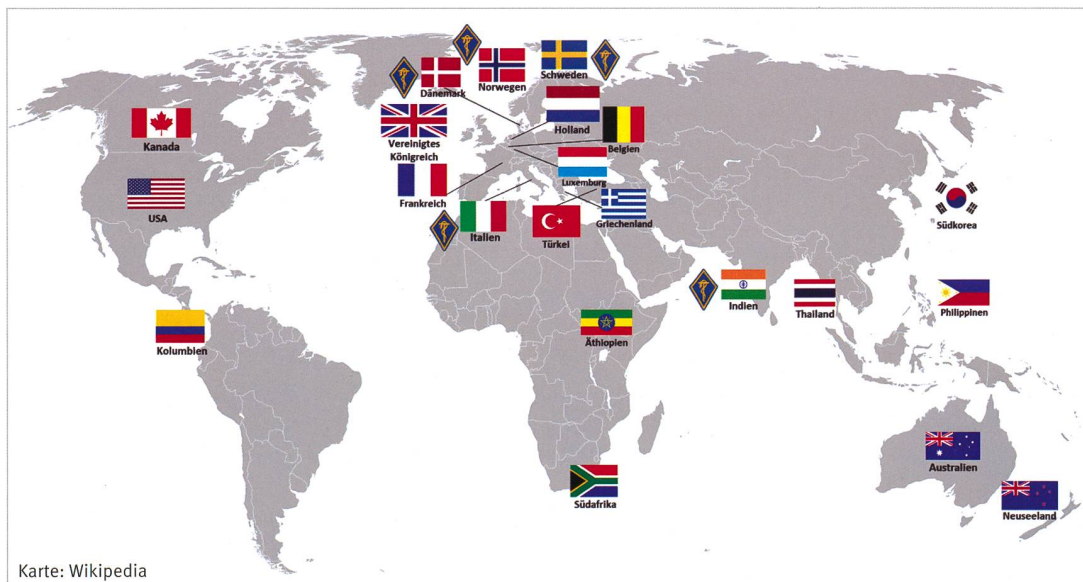 Schweden
Norwegen
Dänemark
Holland
Kanada
Vereinigtes
Königreich
Belgien
Luxemburg
USA
Frankreich
Griechenland
Südkorea
Italien
Türkei
Indien
Thailand
Philippinen
Kolumbien
Äthiopien
Australien
Südafrika
Neuseeland
Karte: Wikipedia